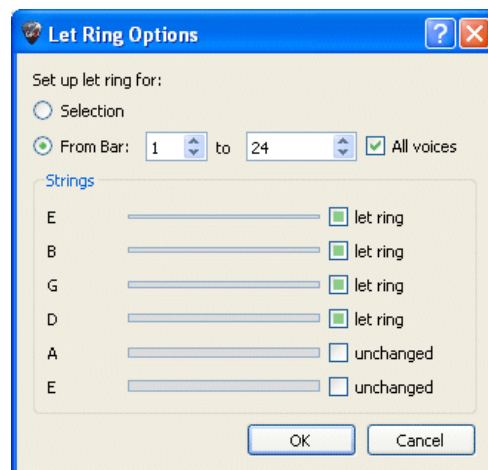 Let Ring Options
Set up let ring for:
Selection
From Bar: 1 to 24 All voices
Strings
E let ring
B let ring
G let ring
D let ring
A unchanged
E unchanged
OK Cancel